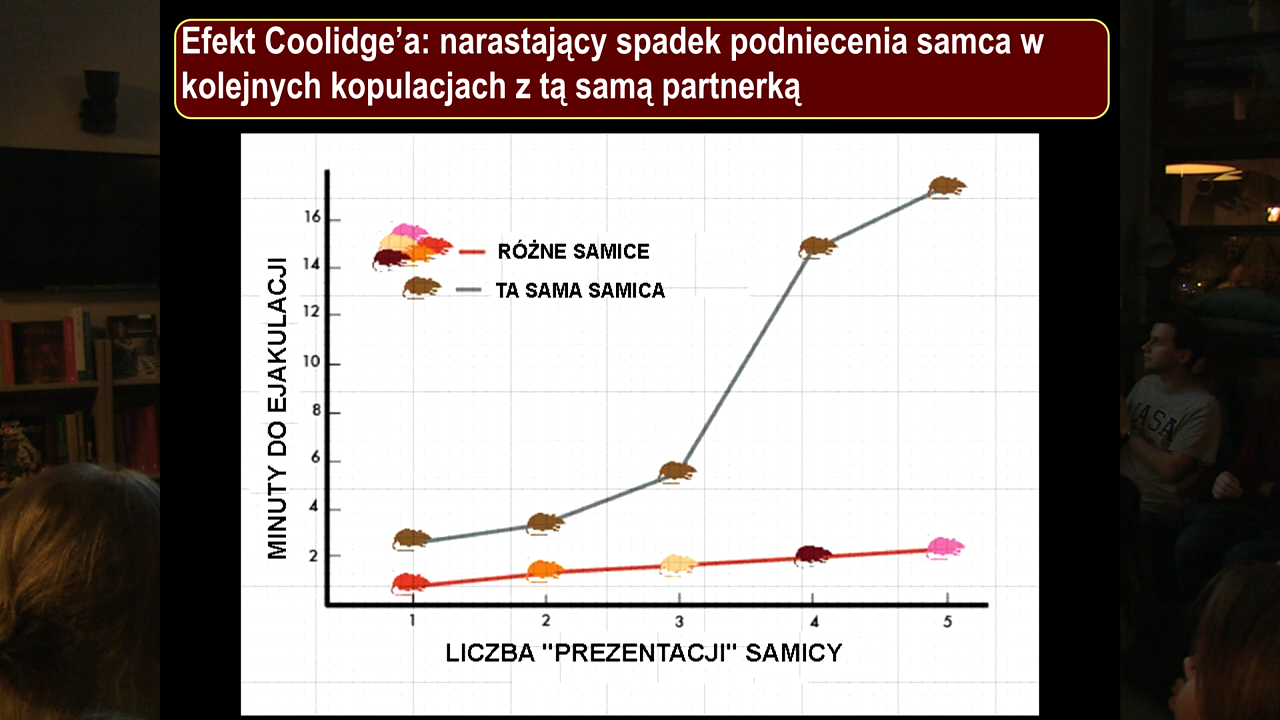 Efekt Coolidge’a: narastający spadek podniecenia samca w
kolejnych kopulacjach z tą samą partnerką
MINUTY DO EJAKULACJI
16
14
12
10
8
6
4
2
RÓŻNE SAMICE
TA SAMA SAMICA
1 2 3 4 5
LICZBA "PREZENTACJI" SAMICY
NASA